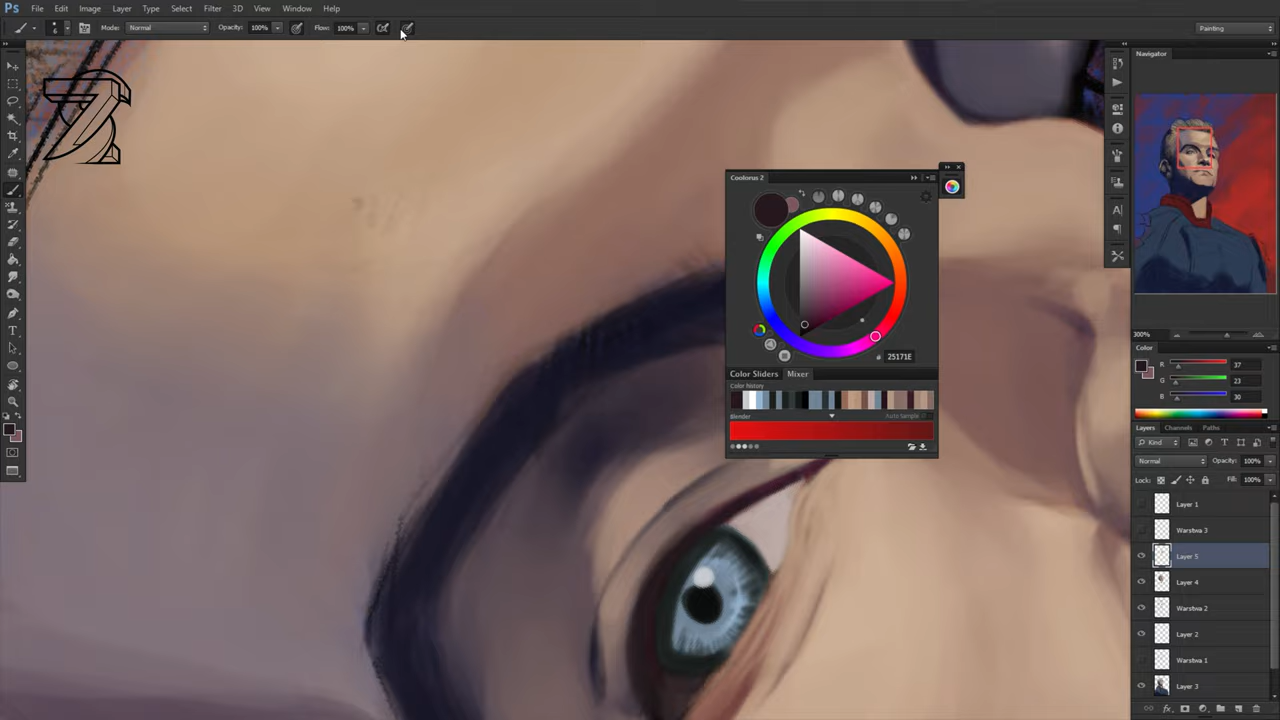 Ps File Edit Image Layer Type Select Filter 3D View Window Help
Mode: Normal Opacity: 100% Flow: 100% Painting
Navigator
Coolorus 2
25171E
Color Sliders Mixer
Color history
Blender Auto Sample
300%
Color
R 37
G 23
B 30
Layers Channels Paths
Kind
Normal Opacity: 100%
Lock: Fill: 100%
Layer 1
Warstwa 3
Layer 5
Layer 4
Warstwa 2
Layer 2
Warstwa 1
Layer 3
fx